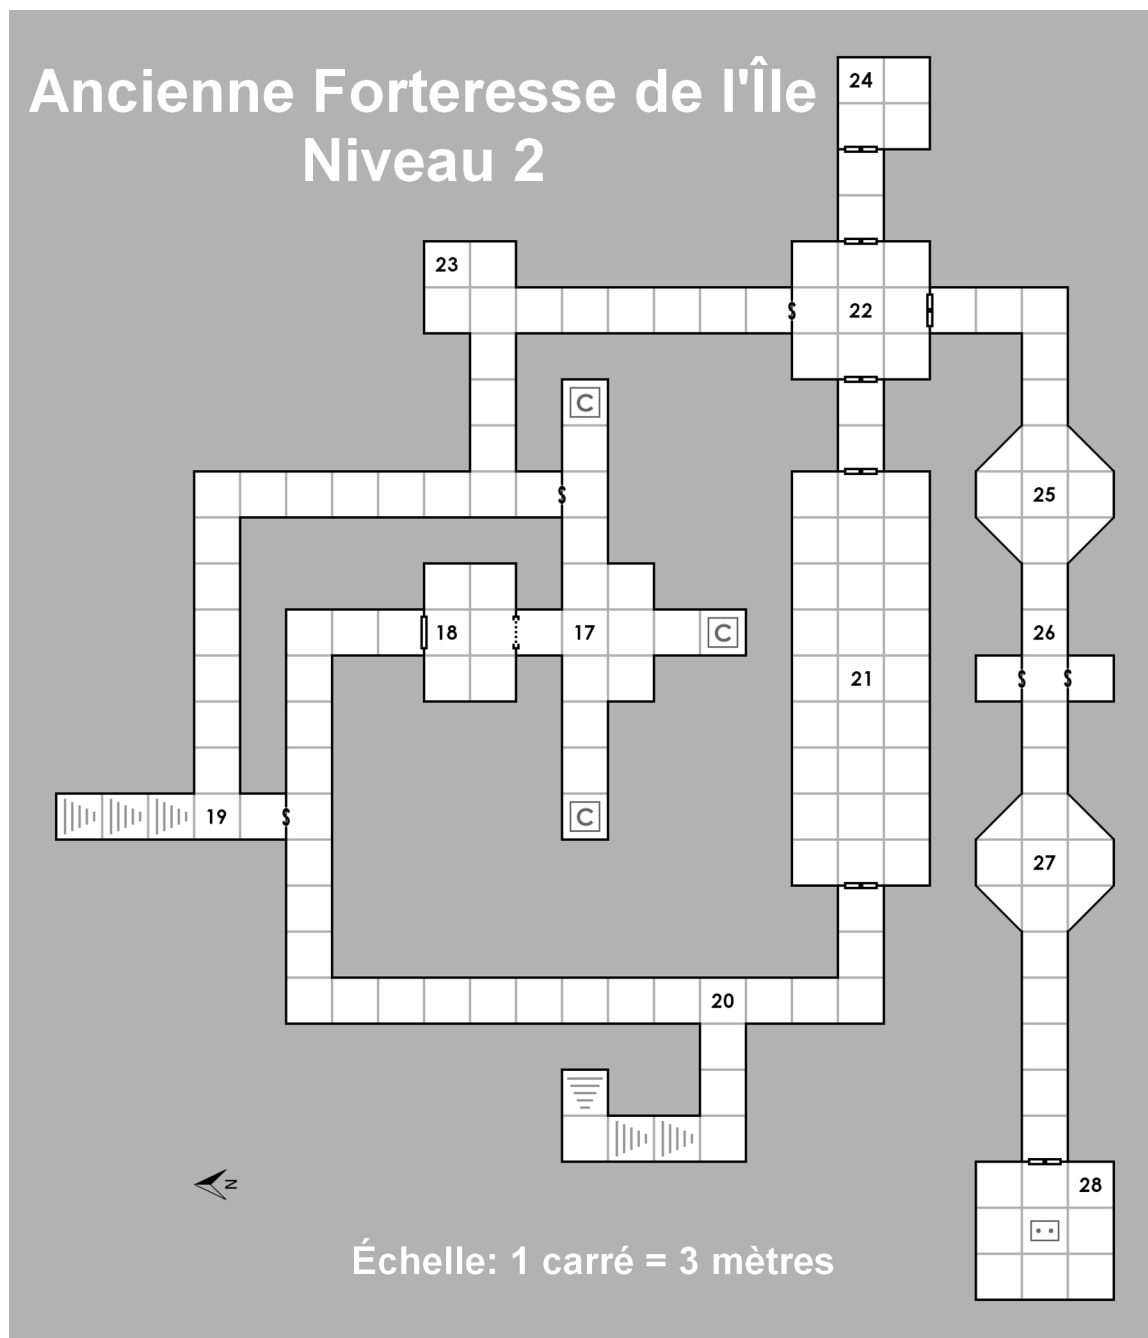 Ancienne Forteresse de l'Île
Niveau 2
24
23
22
C
S
S
25
18
17
C
26
21
S
S
19
S
C
27
20
N
28
Échelle: 1 carré = 3 mètres